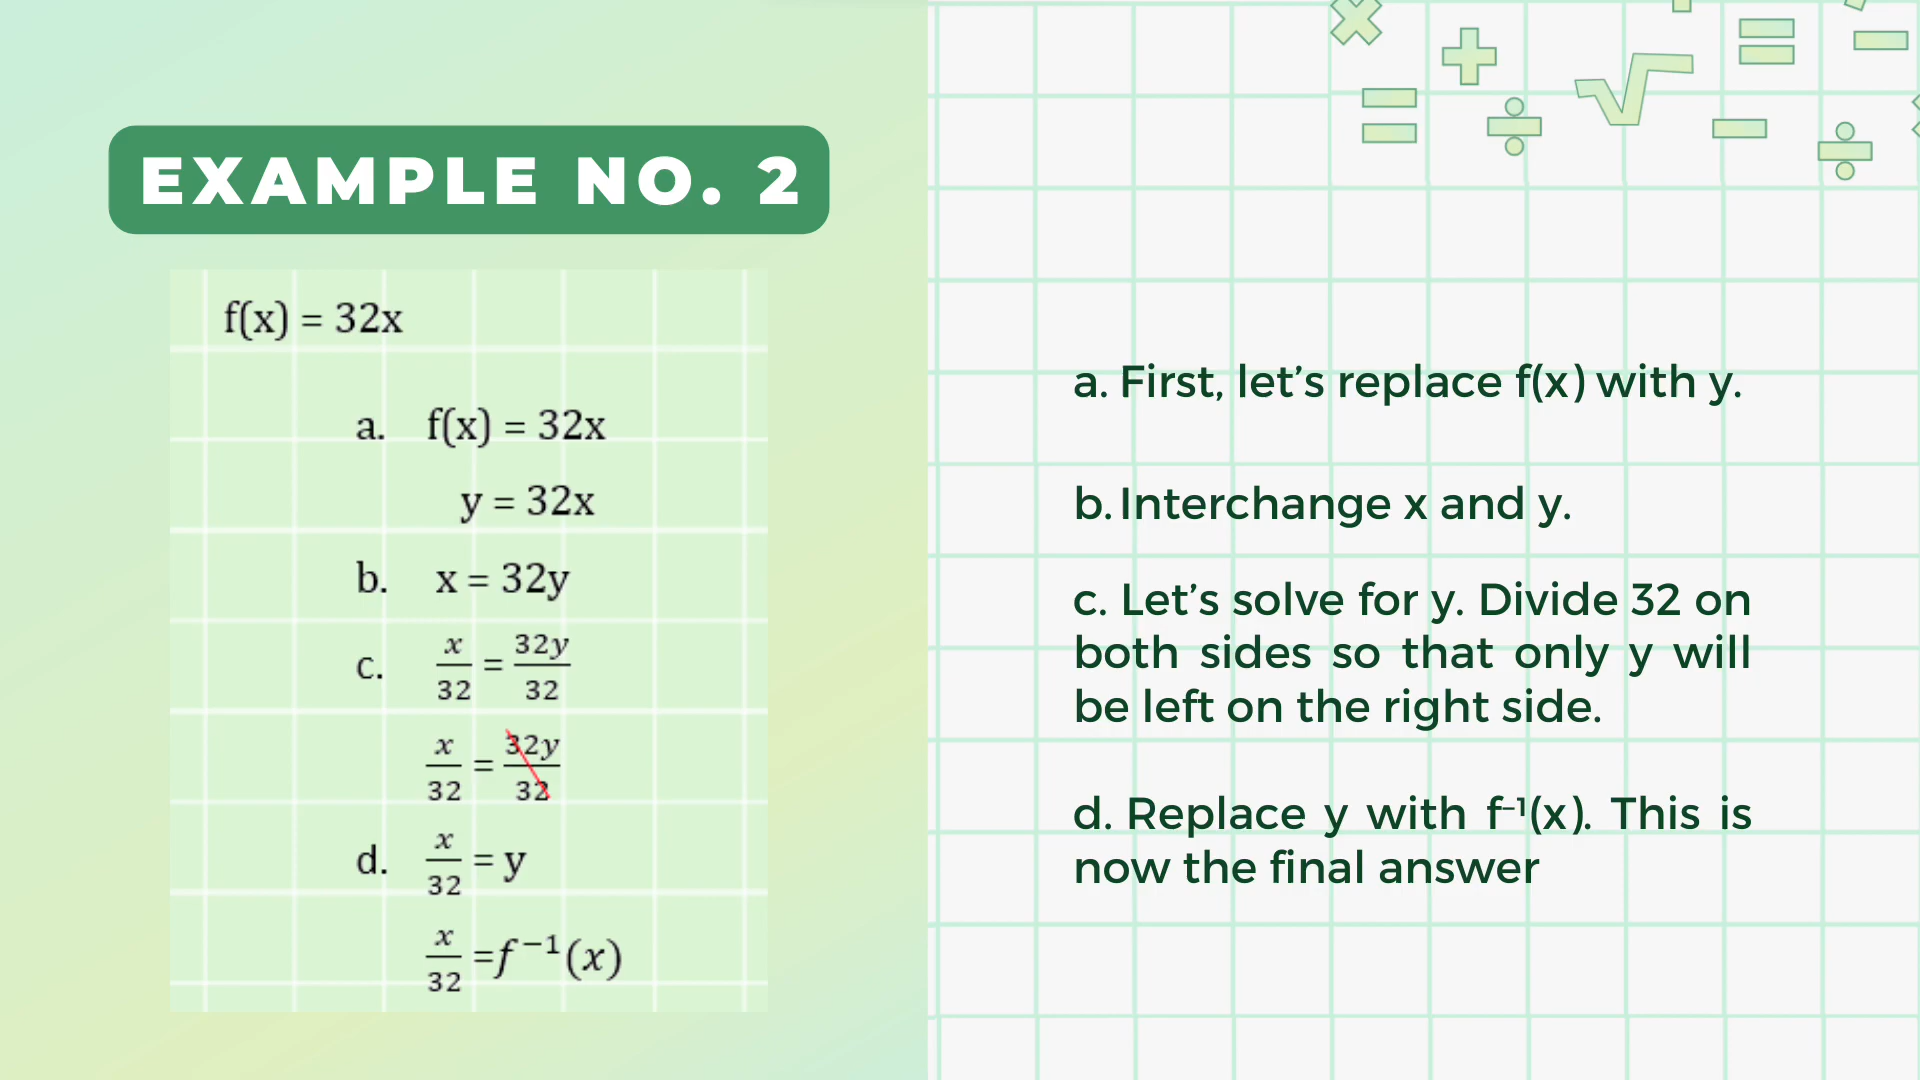 EXAMPLE NO. 2
f(x) = 32x
a. f(x) = 32x
y = 32x
b. x = 32y
c. x/32 = 32y/32
x/32 = 32y/32
d. x/32 = y
x/32 =f⁻¹(x)
a. First, let’s replace f(x) with y.
b. Interchange x and y.
c. Let’s solve for y. Divide 32 on
both sides so that only y will
be left on the right side.
d. Replace y with f⁻¹(x). This is
now the final answer